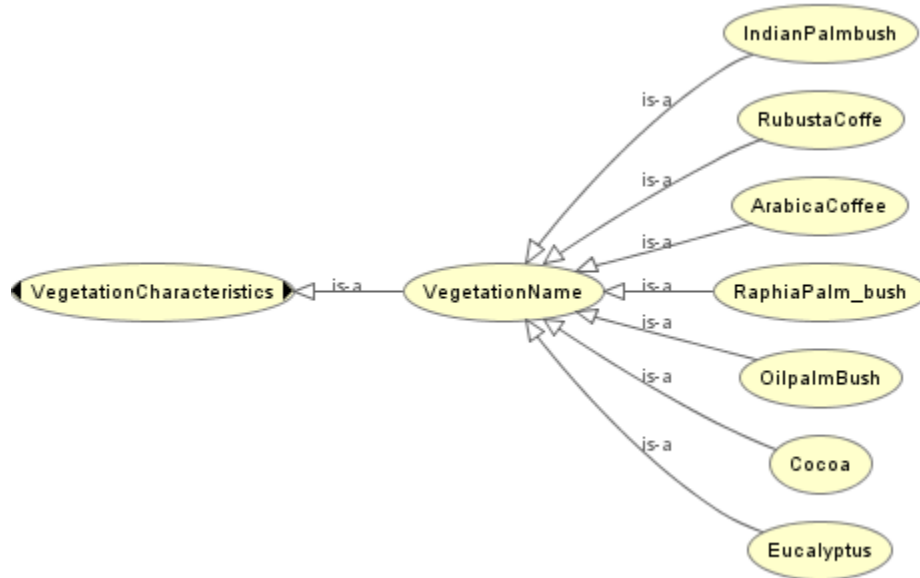 IndianPalmbush
is-a
RubustaCoffe
is-a
ArabicaCoffee
is-a
VegetationCharacteristics
is-a
VegetationName
is-a
RaphiaPalm_bush
is-a
OilpalmBush
is-a
Cocoa
is-a
Eucalyptus